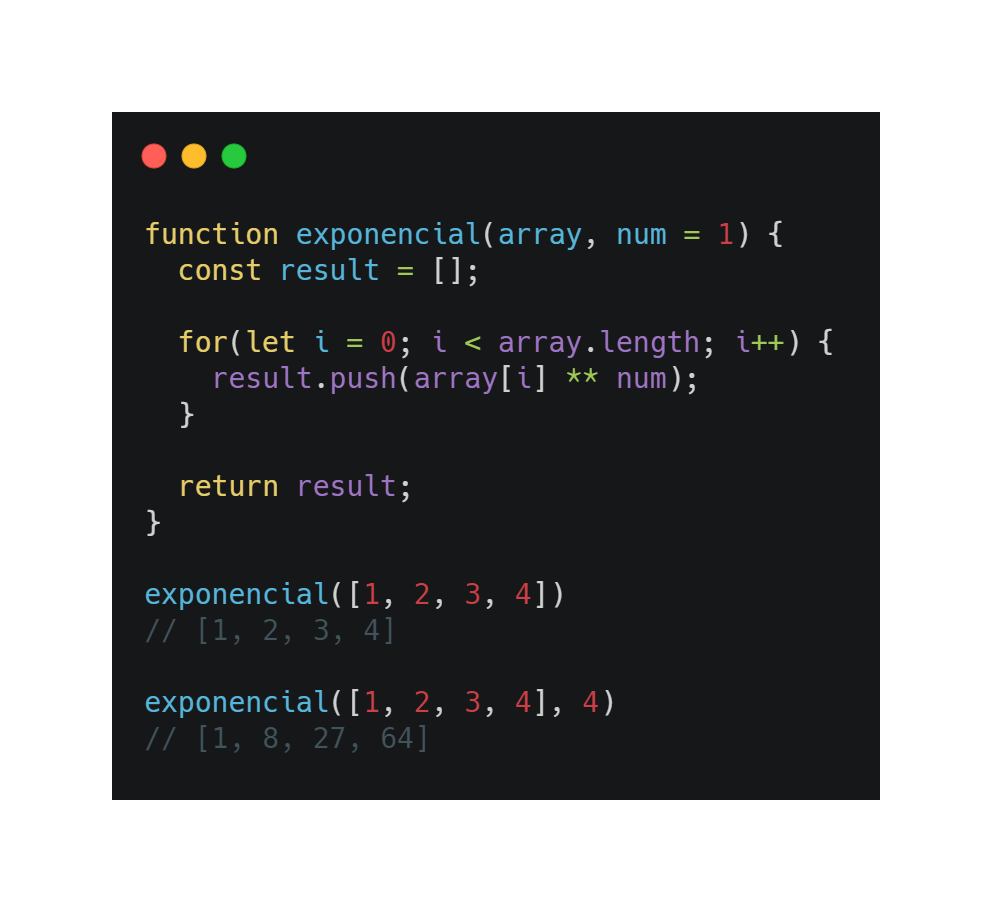 function exponencial(array, num = 1) {
  const result = [];

  for(let i = 0; i < array.length; i++) {
    result.push(array[i] ** num);
  }

  return result;
}

exponencial([1, 2, 3, 4])
// [1, 2, 3, 4]

exponencial([1, 2, 3, 4], 4)
// [1, 8, 27, 64]